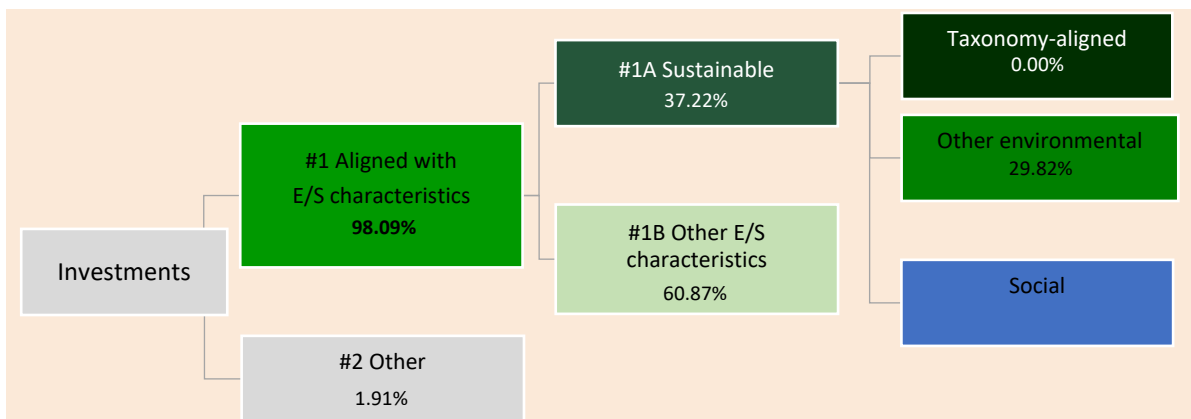 Investments
#1 Aligned with
E/S characteristics
98.09%
#2 Other
1.91%
#1A Sustainable
37.22%
#1B Other E/S
characteristics
60.87%
Taxonomy-aligned
0.00%
Other environmental
29.82%
Social